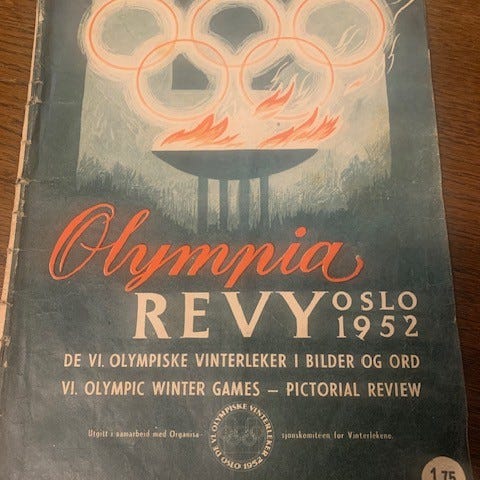 Olympia
REVY OSLO 1952
DE VI. OLYMPISKE VINTERLEKER I BILDER OG ORD
VI. OLYMPIC WINTER GAMES — PICTORIAL REVIEW
Utgitt i samarbeid med Organisa-sjonskomiteen for Vinterlekene.
DE VI OLYMPISKE VINTERLEKER OSLO 1952
1.75